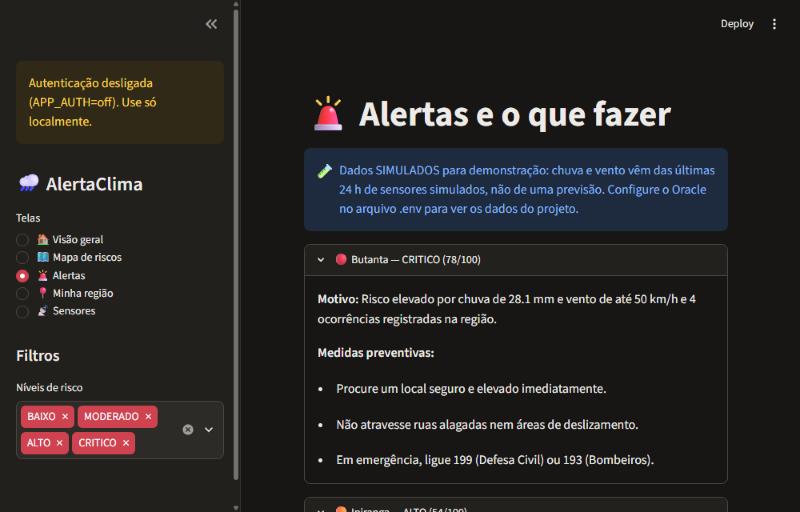 Deploy
Autenticação desligada
(APP_AUTH=off). Use só
localmente.
AlertaClima
Telas
Visão geral
Mapa de riscos
Alertas
Minha região
Sensores
Filtros
Níveis de risco
BAIXO × MODERADO ×
ALTO × CRITICO ×
Alertas e o que fazer
Dados SIMULADOS para demonstração: chuva e vento vêm das últimas
24 h de sensores simulados, não de uma previsão. Configure o Oracle
no arquivo .env para ver os dados do projeto.
Butanta — CRITICO (78/100)
Motivo: Risco elevado por chuva de 28.1 mm e vento de até 50 km/h e 4
ocorrências registradas na região.
Medidas preventivas:
• Procure um local seguro e elevado imediatamente.
• Não atravesse ruas alagadas nem áreas de deslizamento.
• Em emergência, ligue 199 (Defesa Civil) ou 193 (Bombeiros).
Ipiranga — ALTO (54/100)